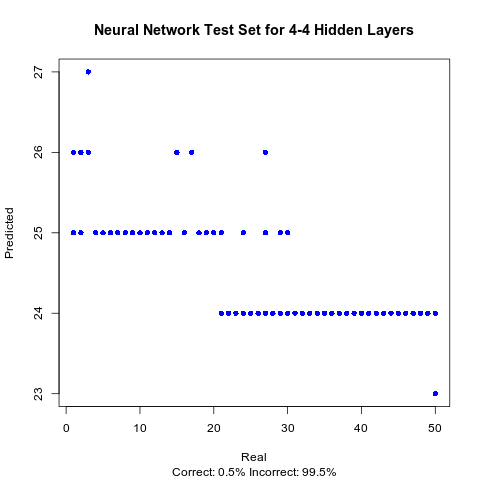 Neural Network Test Set for 4-4 Hidden Layers
27
26
25
24
23
Predicted
0 10 20 30 40 50
Real
Correct: 0.5% Incorrect: 99.5%